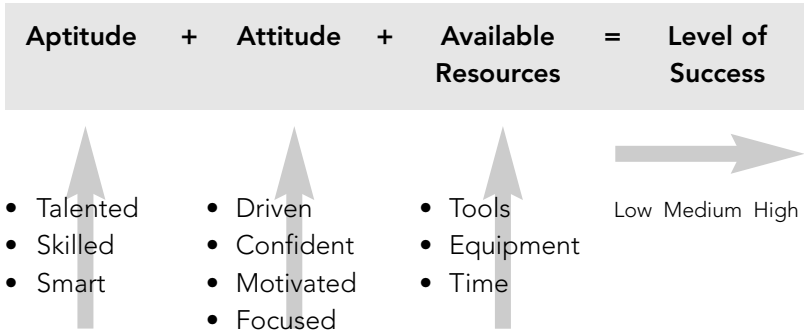 Aptitude + Attitude + Available = Level of
Resources Success
• Talented • Driven • Tools Low Medium High
• Skilled • Confident • Equipment
• Smart • Motivated • Time
• Focused